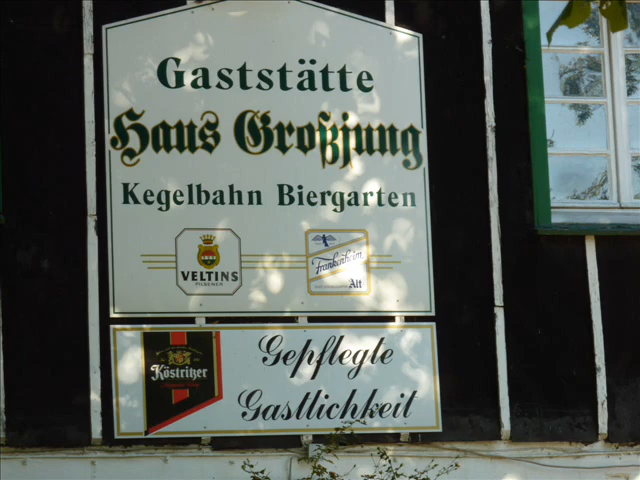 Gaststätte
Haus Großjung
Kegelbahn Biergarten
VELTINS
PILSENER
Frankenheim
Alt
Köstritzer
Gepflegte
Gastlichkeit